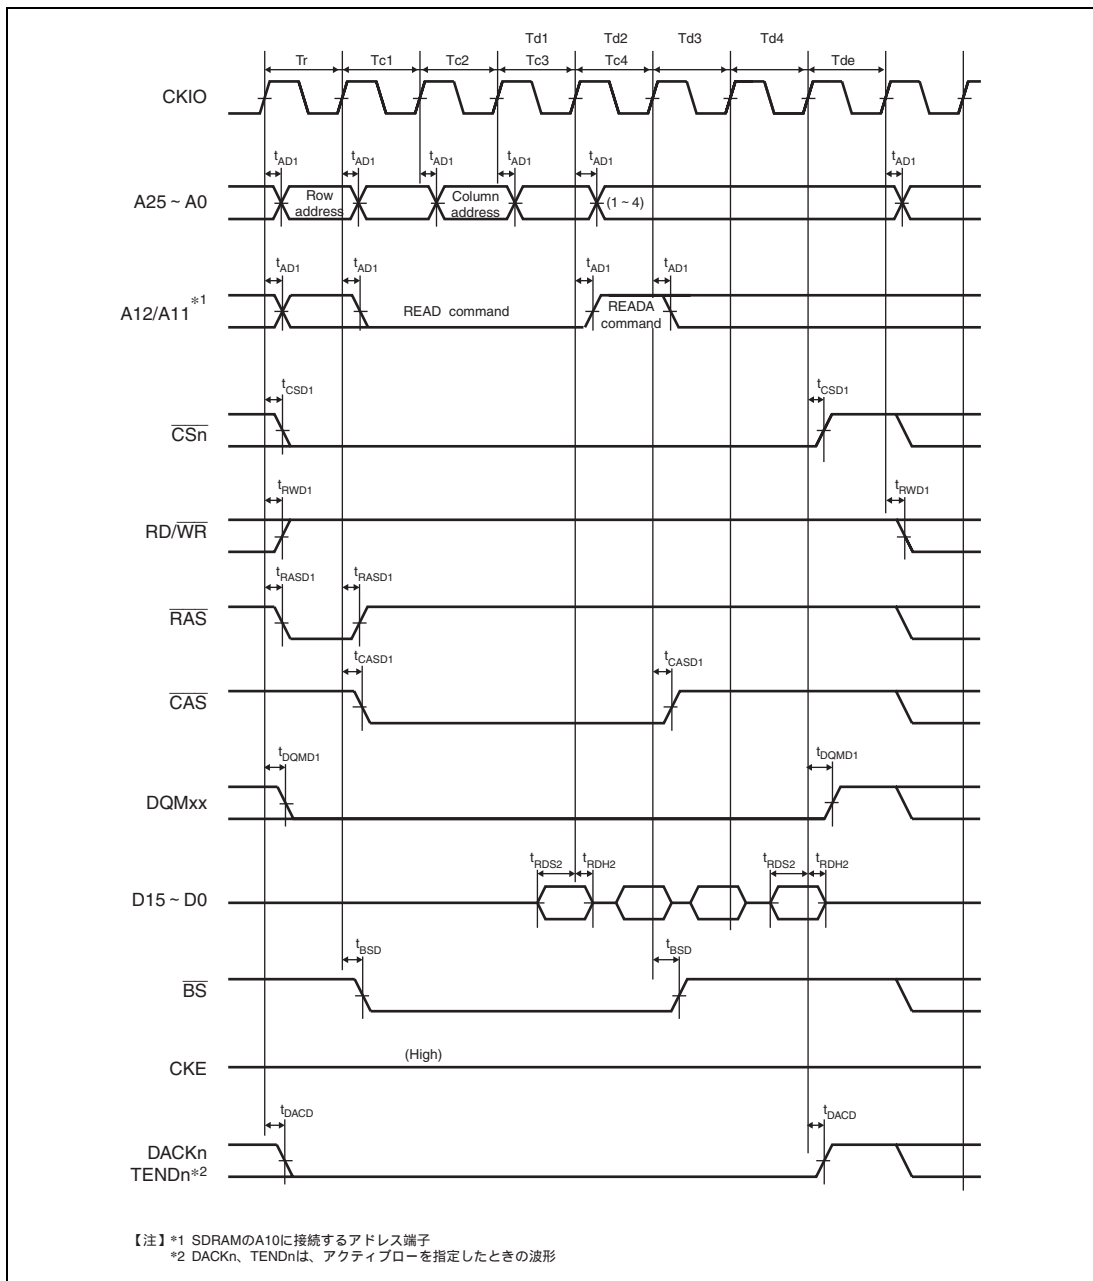 Td1 Td2 Td3 Td4
Tr Tc1 Tc2 Tc3 Tc4 Tde
CKIO
tAD1 tAD1 tAD1 tAD1 tAD1 tAD1
A25 ~ A0
Row address
Column address
(1 ~ 4)
tAD1 tAD1 tAD1 tAD1
A12/A11 *1
READ command
READA command
tCSD1 tCSD1
CSn
tRWD1 tRWD1
RD/WR
tRASD1 tRASD1
RAS
tCASD1 tCASD1
CAS
tDQMD1 tDQMD1
DQMxx
tRDS2 tRDH2 tRDS2 tRDH2
D15 ~ D0
tBSD tBSD
BS
(High)
CKE
tDACD tDACD
DACKn
TENDn*2
【注】*1 SDRAMのA10に接続するアドレス端子
*2 DACKn、TENDnは、アクティブローを指定したときの波形